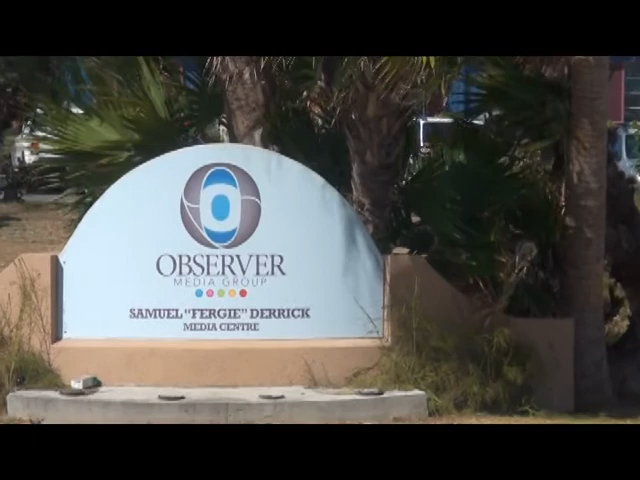 OBSERVER
MEDIA GROUP
SAMUEL "FERGIE" DERRICK
MEDIA CENTRE